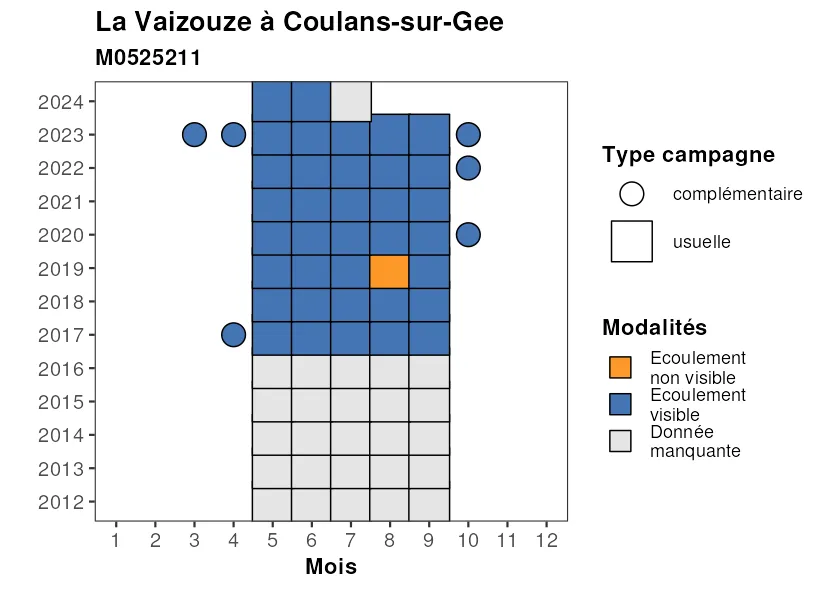 La Vaizouze à Coulans-sur-Gee
M0525211
2024
2023
2022
2021
2020
2019
2018
2017
2016
2015
2014
2013
2012
1 2 3 4 5 6 7 8 9 10 11 12
Mois
Type campagne
complémentaire
usuelle
Modalités
Ecoulement
non visible
Ecoulement
visible
Donnée
manquante